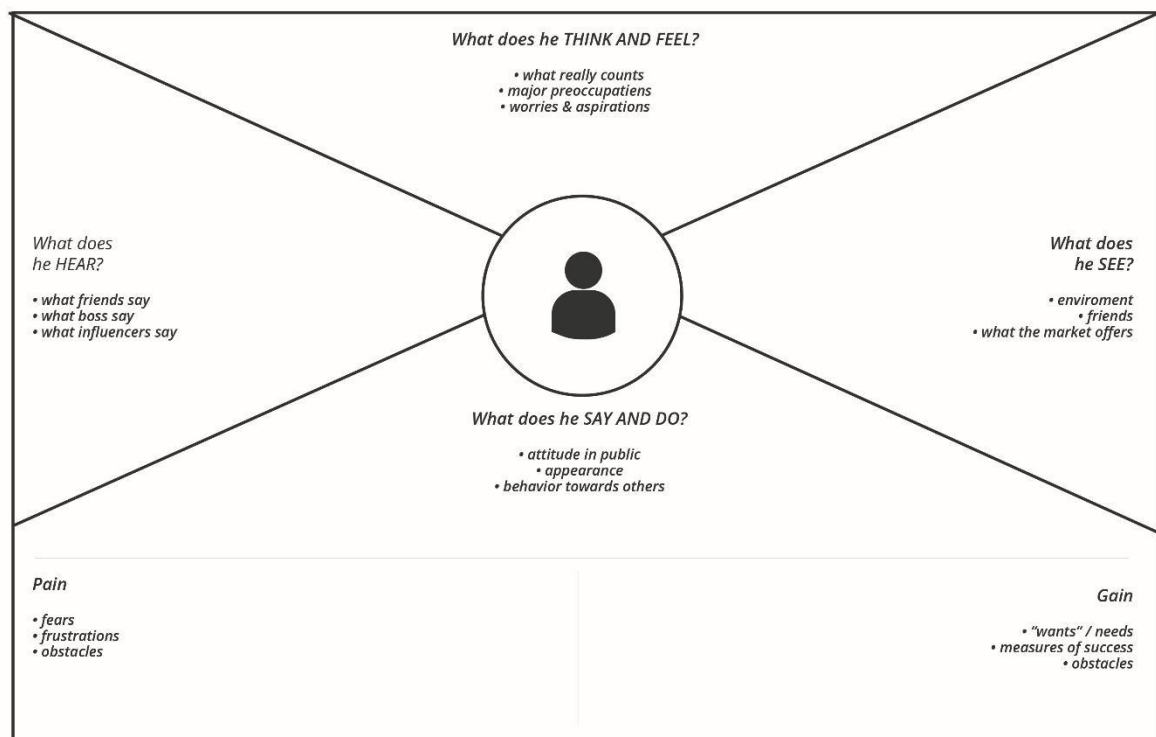 What does he THINK AND FEEL?
• what really counts
• major preoccupatiens
• worries & aspirations
What does
he HEAR?
• what friends say
• what boss say
• what influencers say
What does
he SEE?
• enviroment
• friends
• what the market offers
What does he SAY AND DO?
• attitude in public
• appearance
• behavior towards others
Pain
• fears
• frustrations
• obstacles
Gain
• “wants” / needs
• measures of success
• obstacles